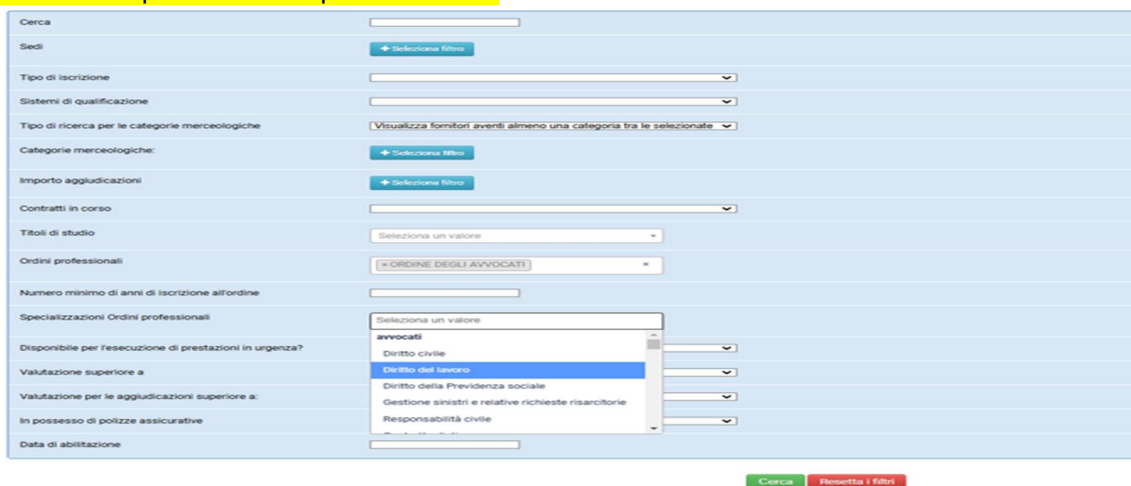 Cerca
Sedi
+ Seleziona filtro
Tipo di iscrizione
Sistemi di qualificazione
Tipo di ricerca per le categorie merceologiche
Visualizza fornitori aventi almeno una categoria tra le selezionate
Categorie merceologiche:
+ Seleziona filtro
Importo aggiudicazioni
+ Seleziona filtro
Contratti in corso
Titoli di studio
Seleziona un valore
Ordini professionali
× ORDINE DEGLI AVVOCATI
×
Numero minimo di anni di iscrizione all'ordine
Specializzazioni Ordini professionali
Seleziona un valore
avvocati
Diritto civile
Diritto del lavoro
Diritto della Previdenza sociale
Gestione sinistri e relative richieste risarcitorie
Responsabilità civile
Disponibile per l'esecuzione di prestazioni in urgenza?
Valutazione superiore a
Valutazione per le aggiudicazioni superiore a:
In possesso di polizze assicurative
Data di abilitazione
Cerca
Resetta i filtri